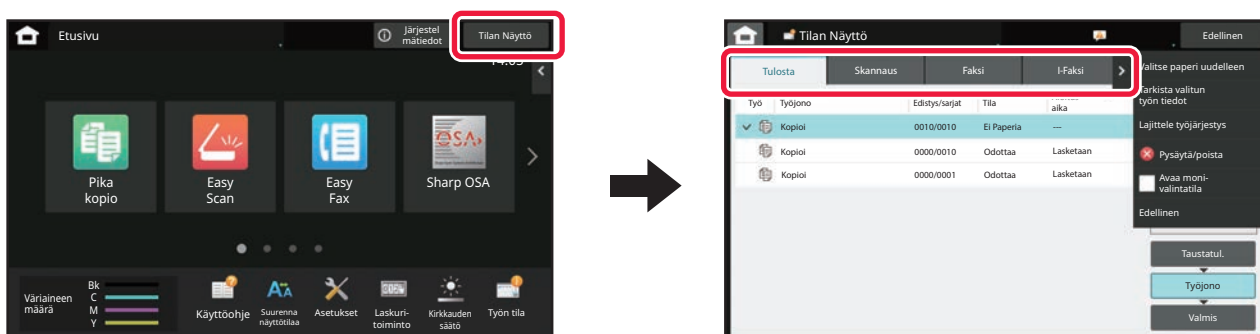 Etusivu
Järjestel
mätiedot
Tilan Näyttö
Pika
kopio
Easy
Scan
Easy
Fax
Sharp OSA
Väriaineen
määrä
Bk
C
M
Y
Käyttöohje
Suurenna
näyttötilaa
Asetukset
Laskuri-
toiminto
Kirkkauden
säätö
Työn tila
Tilan Näyttö
Edellinen
Tulosta
Skannaus
Faksi
I-Faksi
Valitse paperi uudelleen
Tarkista valitun
työn tiedot
Lajittele työjärjestys
Pysäytä/poista
Avaa moni-
valintatila
Edellinen
Työ Työjono Edistys/sarjat Tila
aika
Kopioi 0010/0010 Ei Paperia ---
Kopioi 0000/0010 Odottaa Lasketaan
Kopioi 0000/0001 Odottaa Lasketaan
Taustatul.
Työjono
Valmis